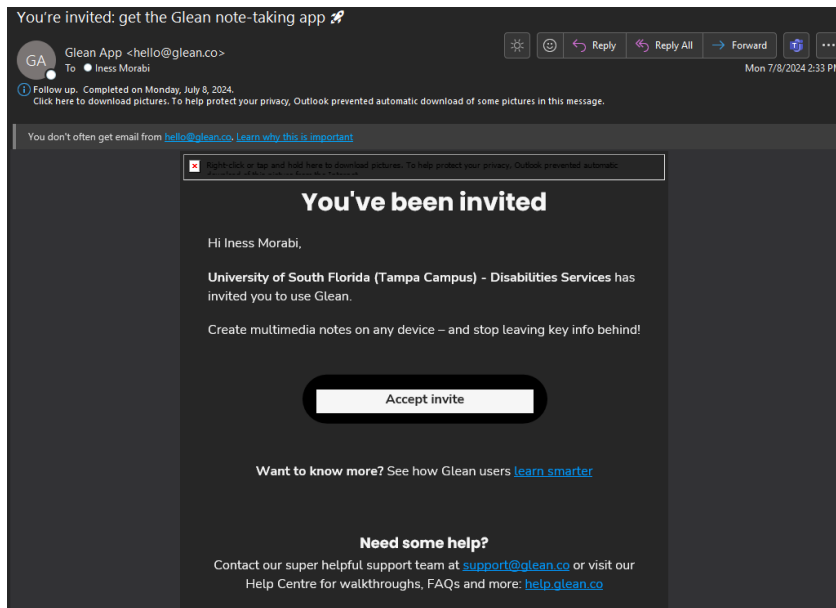 You're invited: get the Glean note-taking app 🚀
GA
Glean App <hello@glean.co>
To Iness Morabi
Reply
Reply All
Forward
Mon 7/8/2024 2:33 PM
Follow up. Completed on Monday, July 8, 2024.
Click here to download pictures. To help protect your privacy, Outlook prevented automatic download of some pictures in this message.
You don't often get email from hello@glean.co. Learn why this is important
Right-click or tap and hold here to download pictures. To help protect your privacy, Outlook prevented automatic
download of this picture from the Internet.
You've been invited
Hi Iness Morabi,
University of South Florida (Tampa Campus) - Disabilities Services has
invited you to use Glean.
Create multimedia notes on any device – and stop leaving key info behind!
Accept invite
Want to know more? See how Glean users learn smarter
Need some help?
Contact our super helpful support team at support@glean.co or visit our
Help Centre for walkthroughs, FAQs and more: help.glean.co